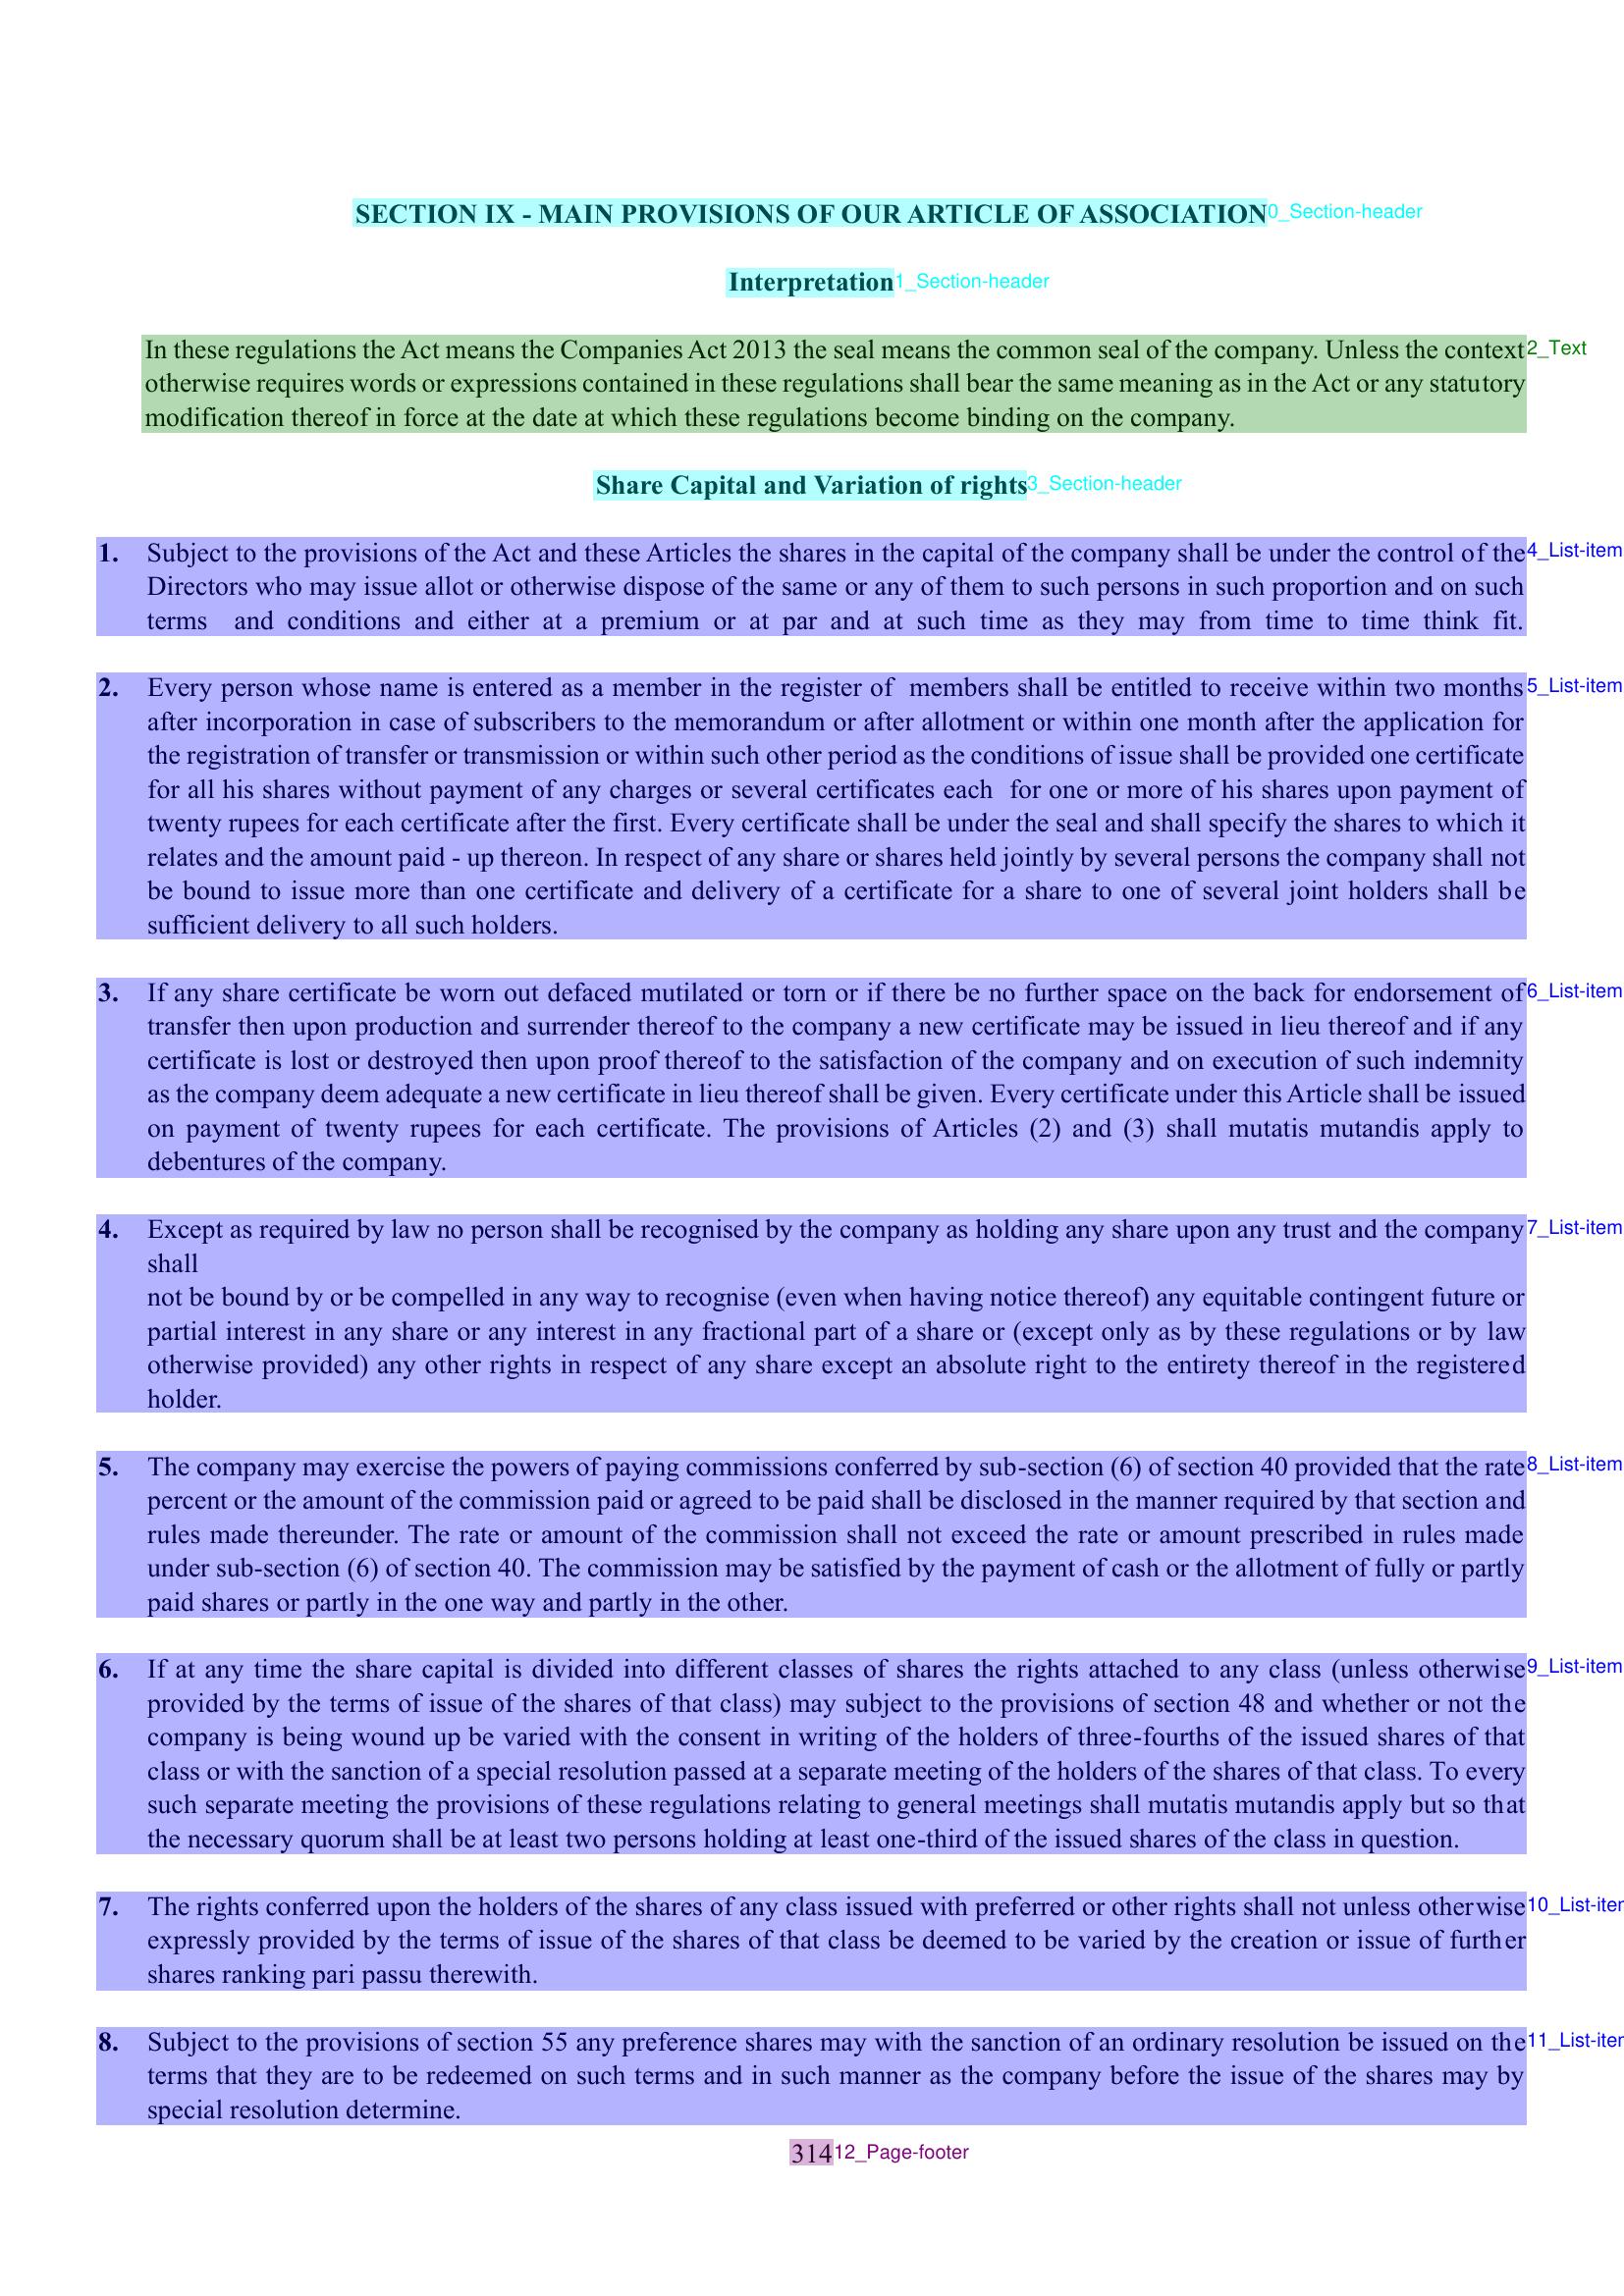 SECTION IX - MAIN PROVISIONS OF OUR ARTICLE OF ASSOCIATION 0_Section-header
Interpretation 1_Section-header
In these regulations the Act means the Companies Act 2013 the seal means the common seal of the company. Unless the context 2_Text
otherwise requires words or expressions contained in these regulations shall bear the same meaning as in the Act or any statutory
modification thereof in force at the date at which these regulations become binding on the company.
Share Capital and Variation of rights 3_Section-header
1. Subject to the provisions of the Act and these Articles the shares in the capital of the company shall be under the control of the 4_List-item
Directors who may issue allot or otherwise dispose of the same or any of them to such persons in such proportion and on such
terms and conditions and either at a premium or at par and at such time as they may from time to time think fit.
2. Every person whose name is entered as a member in the register of members shall be entitled to receive within two months 5_List-item
after incorporation in case of subscribers to the memorandum or after allotment or within one month after the application for
the registration of transfer or transmission or within such other period as the conditions of issue shall be provided one certificate
for all his shares without payment of any charges or several certificates each for one or more of his shares upon payment of
twenty rupees for each certificate after the first. Every certificate shall be under the seal and shall specify the shares to which it
relates and the amount paid - up thereon. In respect of any share or shares held jointly by several persons the company shall not
be bound to issue more than one certificate and delivery of a certificate for a share to one of several joint holders shall be
sufficient delivery to all such holders.
3. If any share certificate be worn out defaced mutilated or torn or if there be no further space on the back for endorsement of 6_List-item
transfer then upon production and surrender thereof to the company a new certificate may be issued in lieu thereof and if any
certificate is lost or destroyed then upon proof thereof to the satisfaction of the company and on execution of such indemnity
as the company deem adequate a new certificate in lieu thereof shall be given. Every certificate under this Article shall be issued
on payment of twenty rupees for each certificate. The provisions of Articles (2) and (3) shall mutatis mutandis apply to
debentures of the company.
4. Except as required by law no person shall be recognised by the company as holding any share upon any trust and the company 7_List-item
shall
not be bound by or be compelled in any way to recognise (even when having notice thereof) any equitable contingent future or
partial interest in any share or any interest in any fractional part of a share or (except only as by these regulations or by law
otherwise provided) any other rights in respect of any share except an absolute right to the entirety thereof in the registered
holder.
5. The company may exercise the powers of paying commissions conferred by sub-section (6) of section 40 provided that the rate 8_List-item
percent or the amount of the commission paid or agreed to be paid shall be disclosed in the manner required by that section and
rules made thereunder. The rate or amount of the commission shall not exceed the rate or amount prescribed in rules made
under sub-section (6) of section 40. The commission may be satisfied by the payment of cash or the allotment of fully or partly
paid shares or partly in the one way and partly in the other.
6. If at any time the share capital is divided into different classes of shares the rights attached to any class (unless otherwise 9_List-item
provided by the terms of issue of the shares of that class) may subject to the provisions of section 48 and whether or not the
company is being wound up be varied with the consent in writing of the holders of three-fourths of the issued shares of that
class or with the sanction of a special resolution passed at a separate meeting of the holders of the shares of that class. To every
such separate meeting the provisions of these regulations relating to general meetings shall mutatis mutandis apply but so that
the necessary quorum shall be at least two persons holding at least one-third of the issued shares of the class in question.
7. The rights conferred upon the holders of the shares of any class issued with preferred or other rights shall not unless otherwise 10_List-iter
expressly provided by the terms of issue of the shares of that class be deemed to be varied by the creation or issue of further
shares ranking pari passu therewith.
8. Subject to the provisions of section 55 any preference shares may with the sanction of an ordinary resolution be issued on the 11_List-iter
terms that they are to be redeemed on such terms and in such manner as the company before the issue of the shares may by
special resolution determine.
314 12_Page-footer